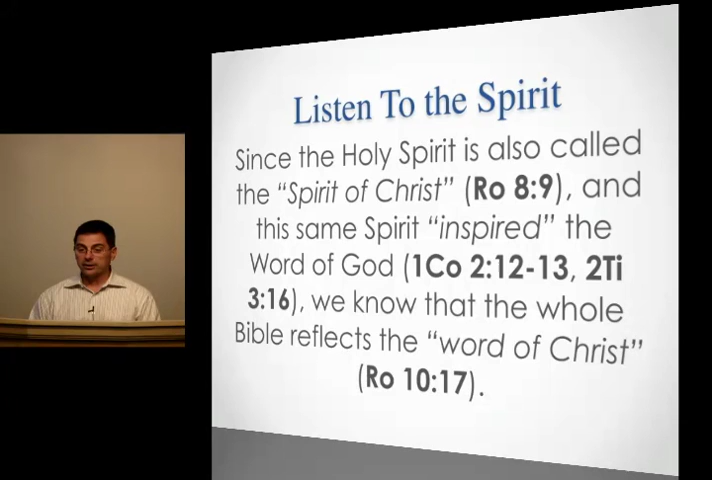 Listen To the Spirit
Since the Holy Spirit is also called
the “Spirit of Christ” (Ro 8:9), and
this same Spirit “inspired” the
Word of God (1Co 2:12-13, 2Ti
3:16), we know that the whole
Bible reflects the “word of Christ”
(Ro 10:17).